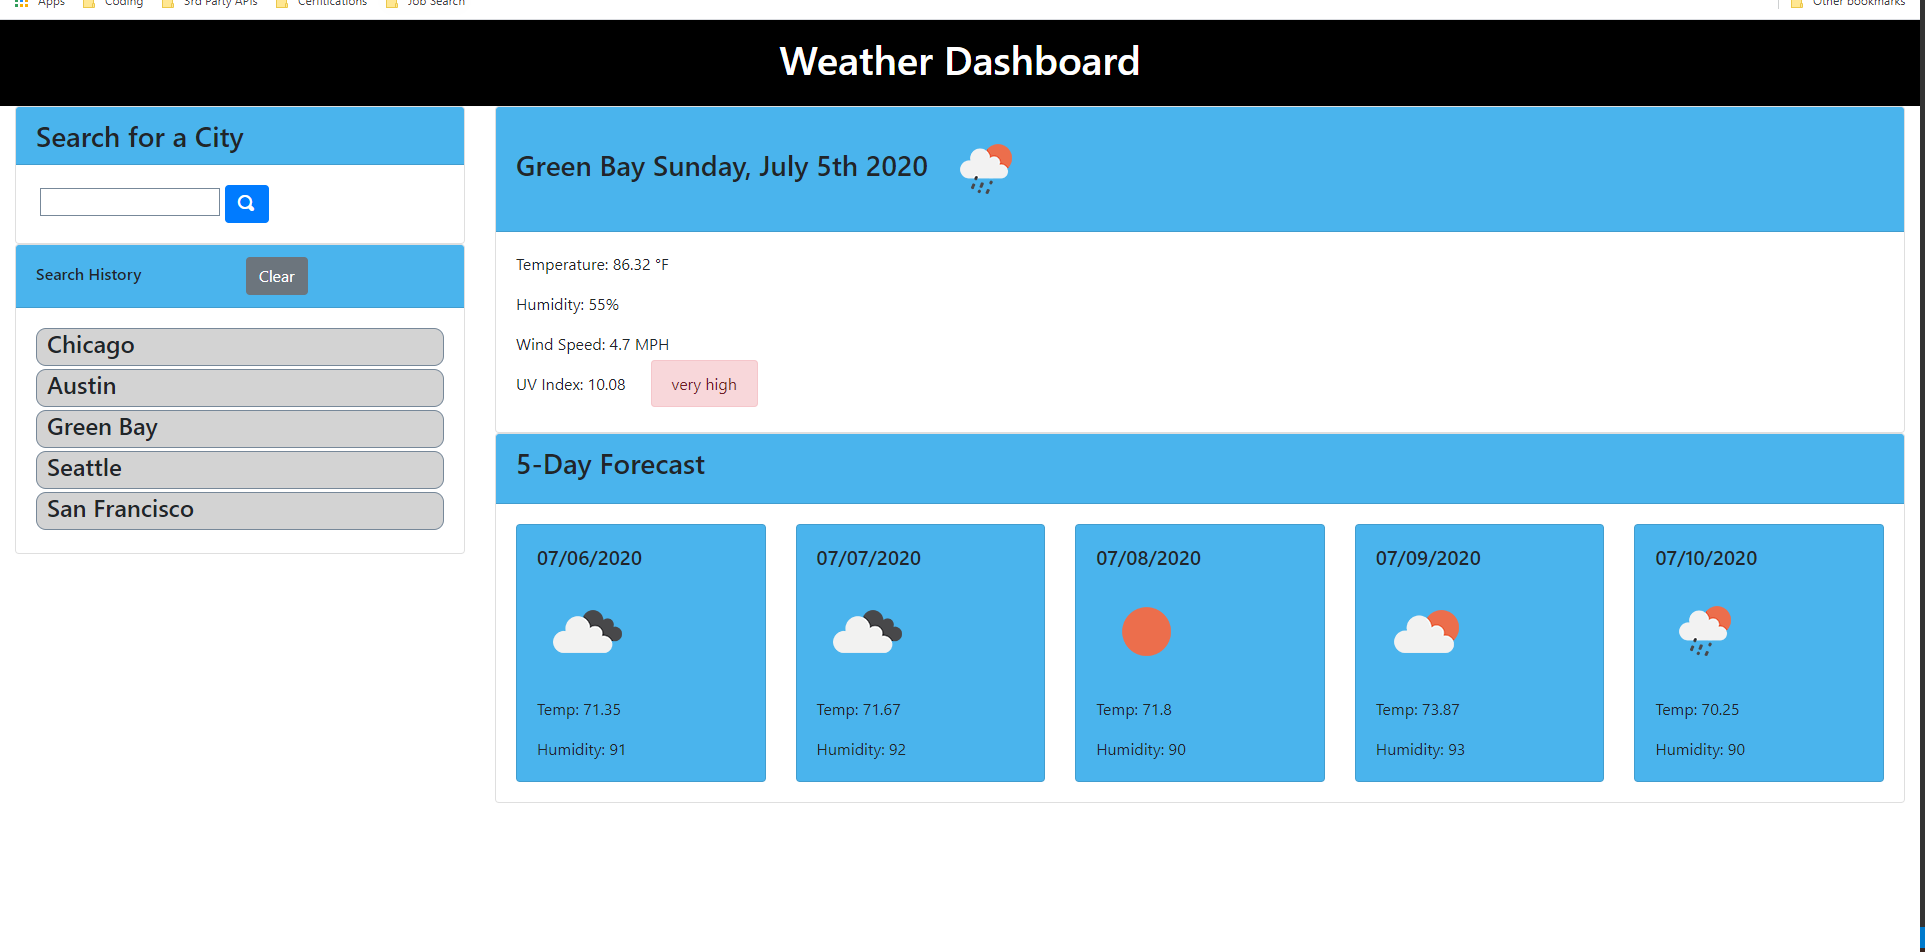 Apps Coding 3rd Party APIs Cerfitications Job Search Other bookmarks
Weather Dashboard
Search for a City
Search History Clear
Chicago
Austin
Green Bay
Seattle
San Francisco
Green Bay Sunday, July 5th 2020
Temperature: 86.32 °F
Humidity: 55%
Wind Speed: 4.7 MPH
UV Index: 10.08 very high
5-Day Forecast
07/06/2020
Temp: 71.35
Humidity: 91
07/07/2020
Temp: 71.67
Humidity: 92
07/08/2020
Temp: 71.8
Humidity: 90
07/09/2020
Temp: 73.87
Humidity: 93
07/10/2020
Temp: 70.25
Humidity: 90